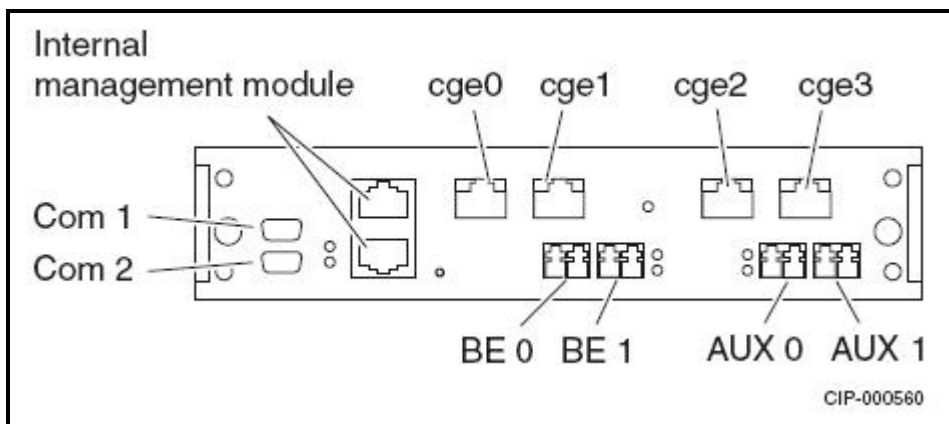 Internal
management module
cge0 cge1 cge2 cge3
Com 1
Com 2
BE 0 BE 1 AUX 0 AUX 1
CIP-000560